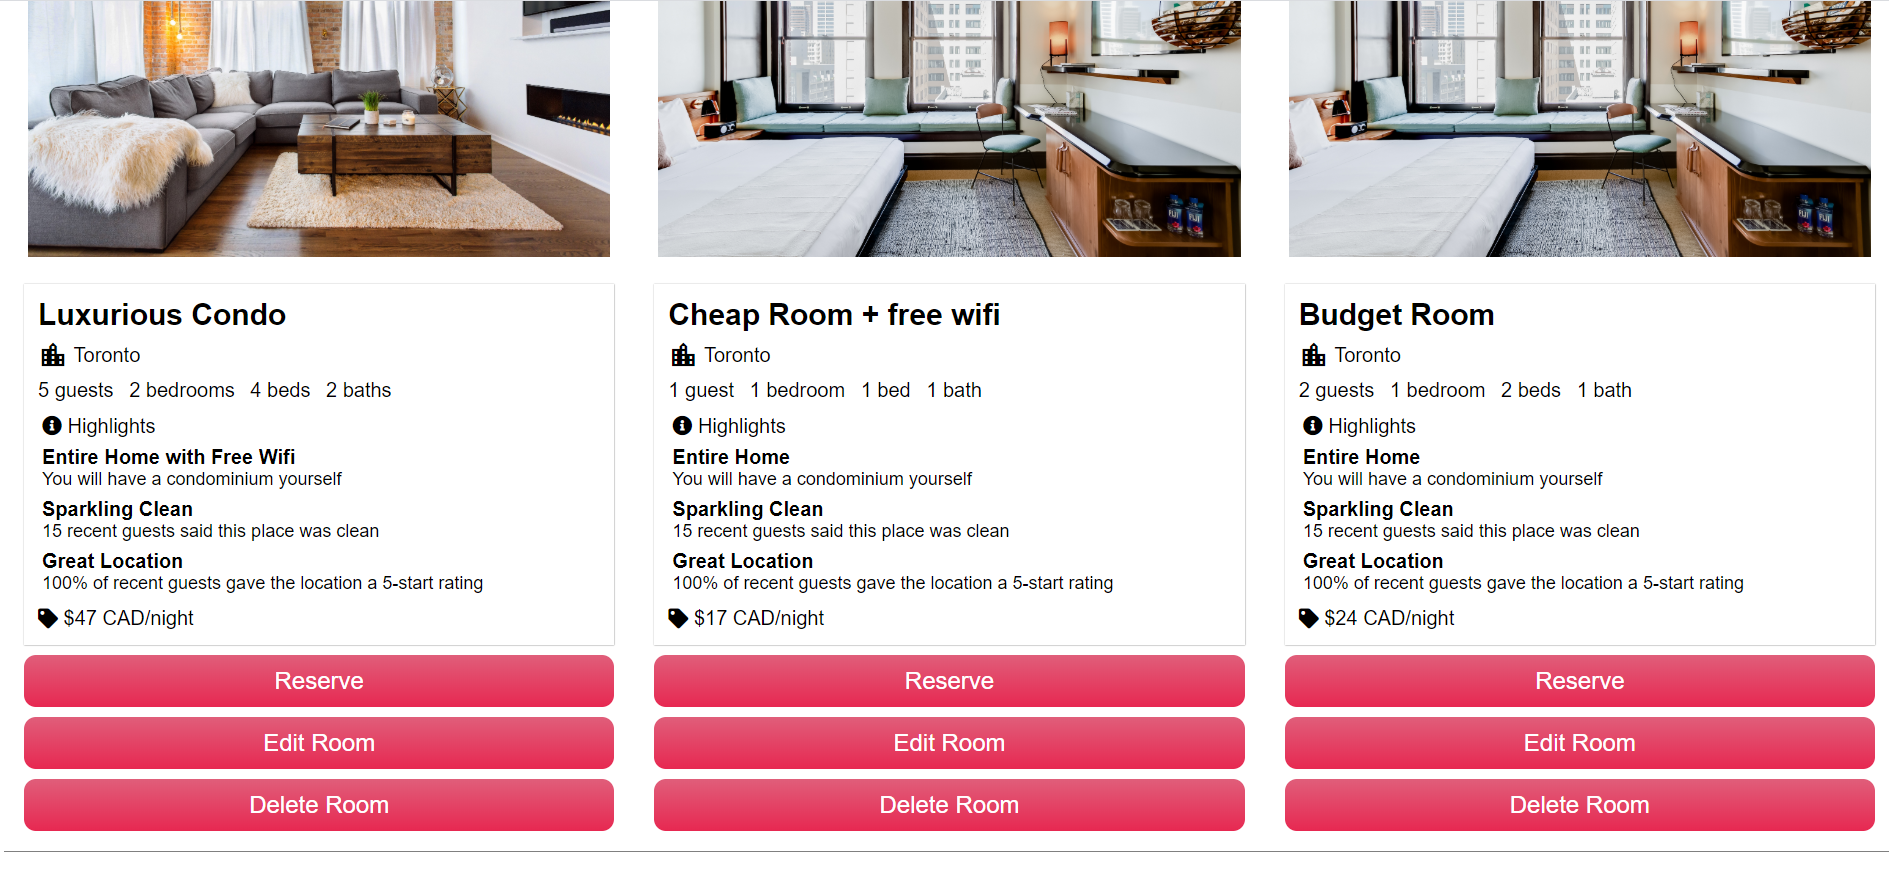 Luxurious Condo
Toronto
5 guests 2 bedrooms 4 beds 2 baths
Highlights
Entire Home with Free Wifi
You will have a condominium yourself
Sparkling Clean
15 recent guests said this place was clean
Great Location
100% of recent guests gave the location a 5-start rating
$47 CAD/night
Reserve
Edit Room
Delete Room
FIJI
FIJI
Cheap Room + free wifi
Toronto
1 guest 1 bedroom 1 bed 1 bath
Highlights
Entire Home
You will have a condominium yourself
Sparkling Clean
15 recent guests said this place was clean
Great Location
100% of recent guests gave the location a 5-start rating
$17 CAD/night
Reserve
Edit Room
Delete Room
FIJI
FIJI
Budget Room
Toronto
2 guests 1 bedroom 2 beds 1 bath
Highlights
Entire Home
You will have a condominium yourself
Sparkling Clean
15 recent guests said this place was clean
Great Location
100% of recent guests gave the location a 5-start rating
$24 CAD/night
Reserve
Edit Room
Delete Room